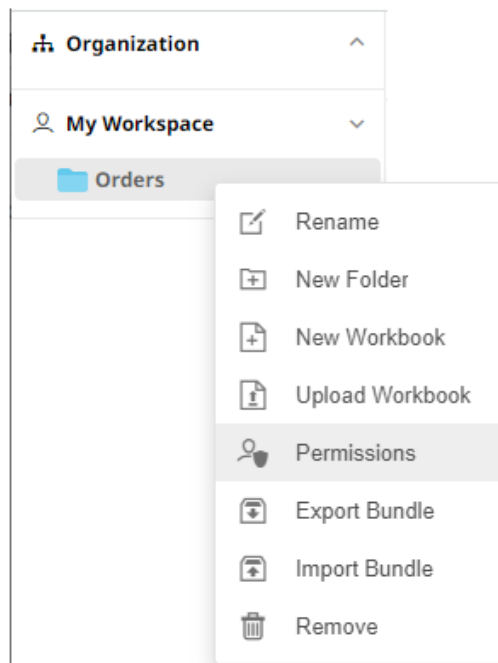 Organization
My Workspace
Orders
Rename
New Folder
New Workbook
Upload Workbook
Permissions
Export Bundle
Import Bundle
Remove